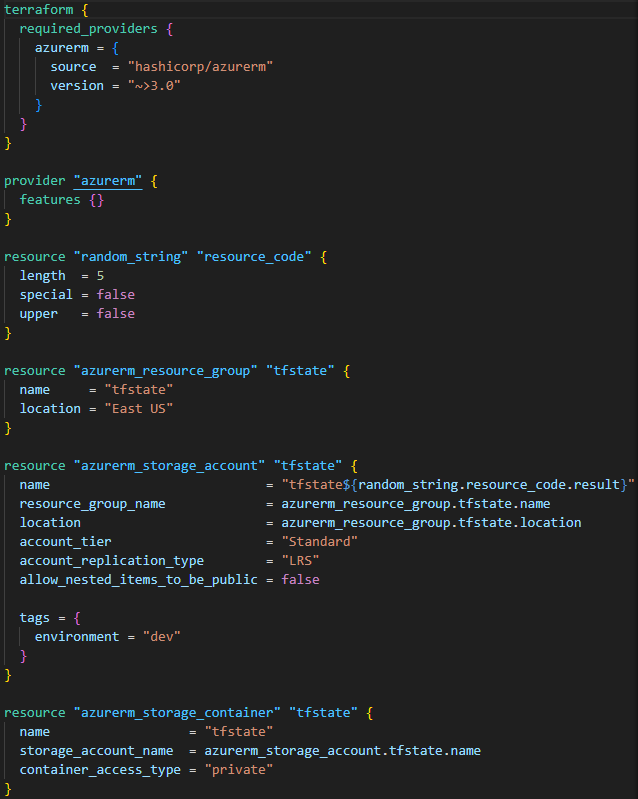 terraform {
  required_providers {
    azurerm = {
      source  = "hashicorp/azurerm"
      version = "~>3.0"
    }
  }
}

provider "azurerm" {
  features {}
}

resource "random_string" "resource_code" {
  length  = 5
  special = false
  upper   = false
}

resource "azurerm_resource_group" "tfstate" {
  name     = "tfstate"
  location = "East US"
}

resource "azurerm_storage_account" "tfstate" {
  name                            = "tfstate${random_string.resource_code.result}"
  resource_group_name             = azurerm_resource_group.tfstate.name
  location                        = azurerm_resource_group.tfstate.location
  account_tier                    = "Standard"
  account_replication_type        = "LRS"
  allow_nested_items_to_be_public = false

  tags = {
    environment = "dev"
  }
}

resource "azurerm_storage_container" "tfstate" {
  name                  = "tfstate"
  storage_account_name  = azurerm_storage_account.tfstate.name
  container_access_type = "private"
}